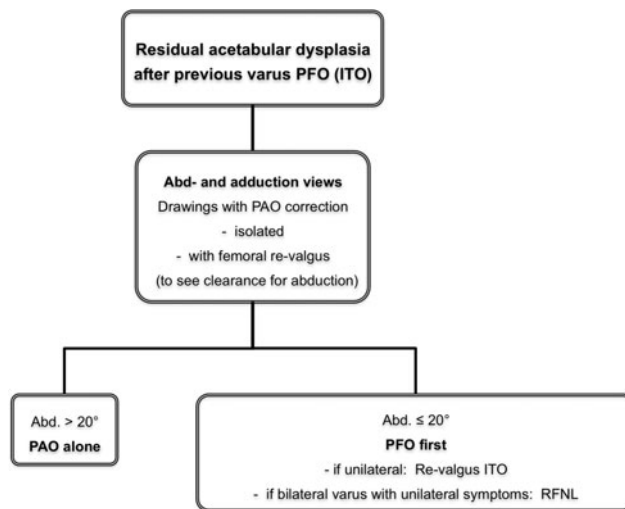 Residual acetabular dysplasia
after previous varus PFO (ITO)
Abd- and adduction views
Drawings with PAO correction
- isolated
- with femoral re-valgus
(to see clearance for abduction)
Abd. > 20°
PAO alone
Abd. ≤ 20°
PFO first
- if unilateral: Re-valgus ITO
- if bilateral varus with unilateral symptoms: RFNL